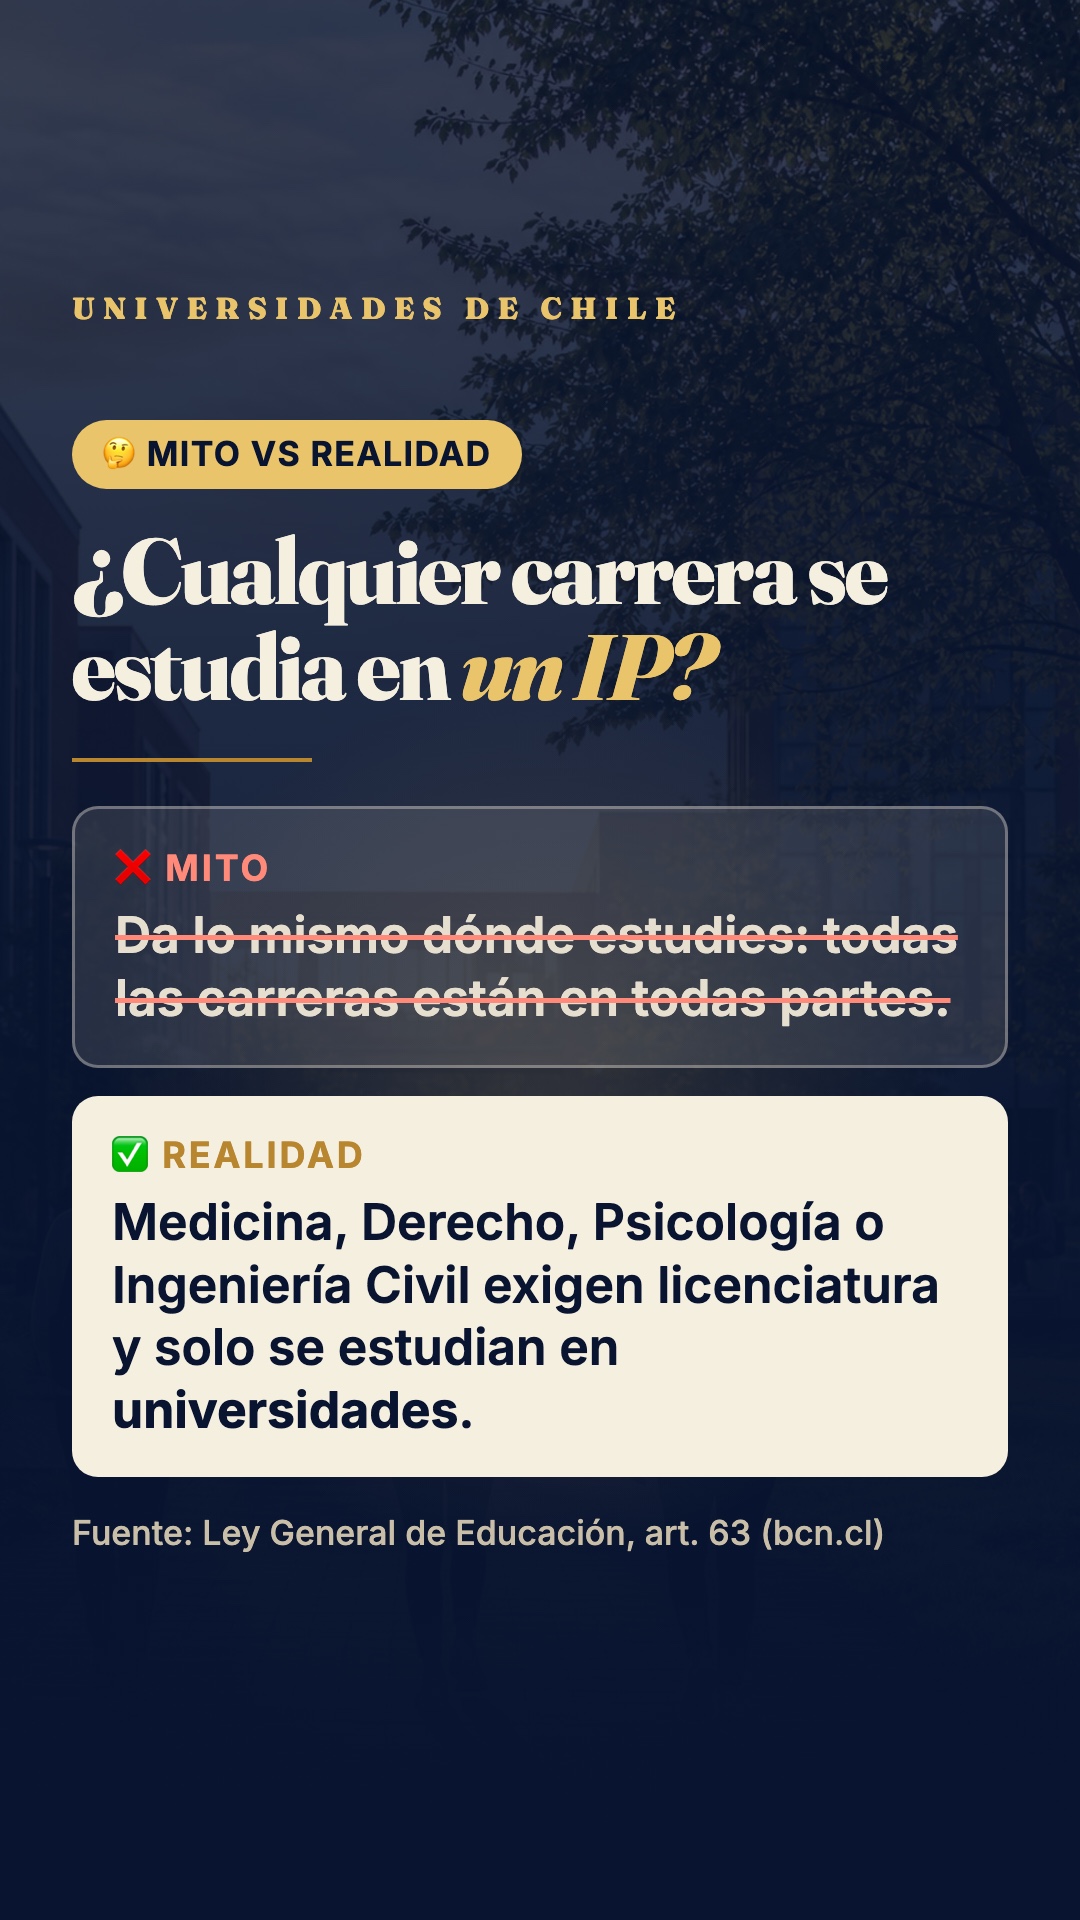 UNIVERSIDADES DE CHILE
🤔 MITO VS REALIDAD
¿Cualquier carrera se
estudia en un IP?
❌ MITO
Da lo mismo dónde estudies: todas
las carreras están en todas partes.
✅ REALIDAD
Medicina, Derecho, Psicología o
Ingeniería Civil exigen licenciatura
y solo se estudian en
universidades.
Fuente: Ley General de Educación, art. 63 (bcn.cl)